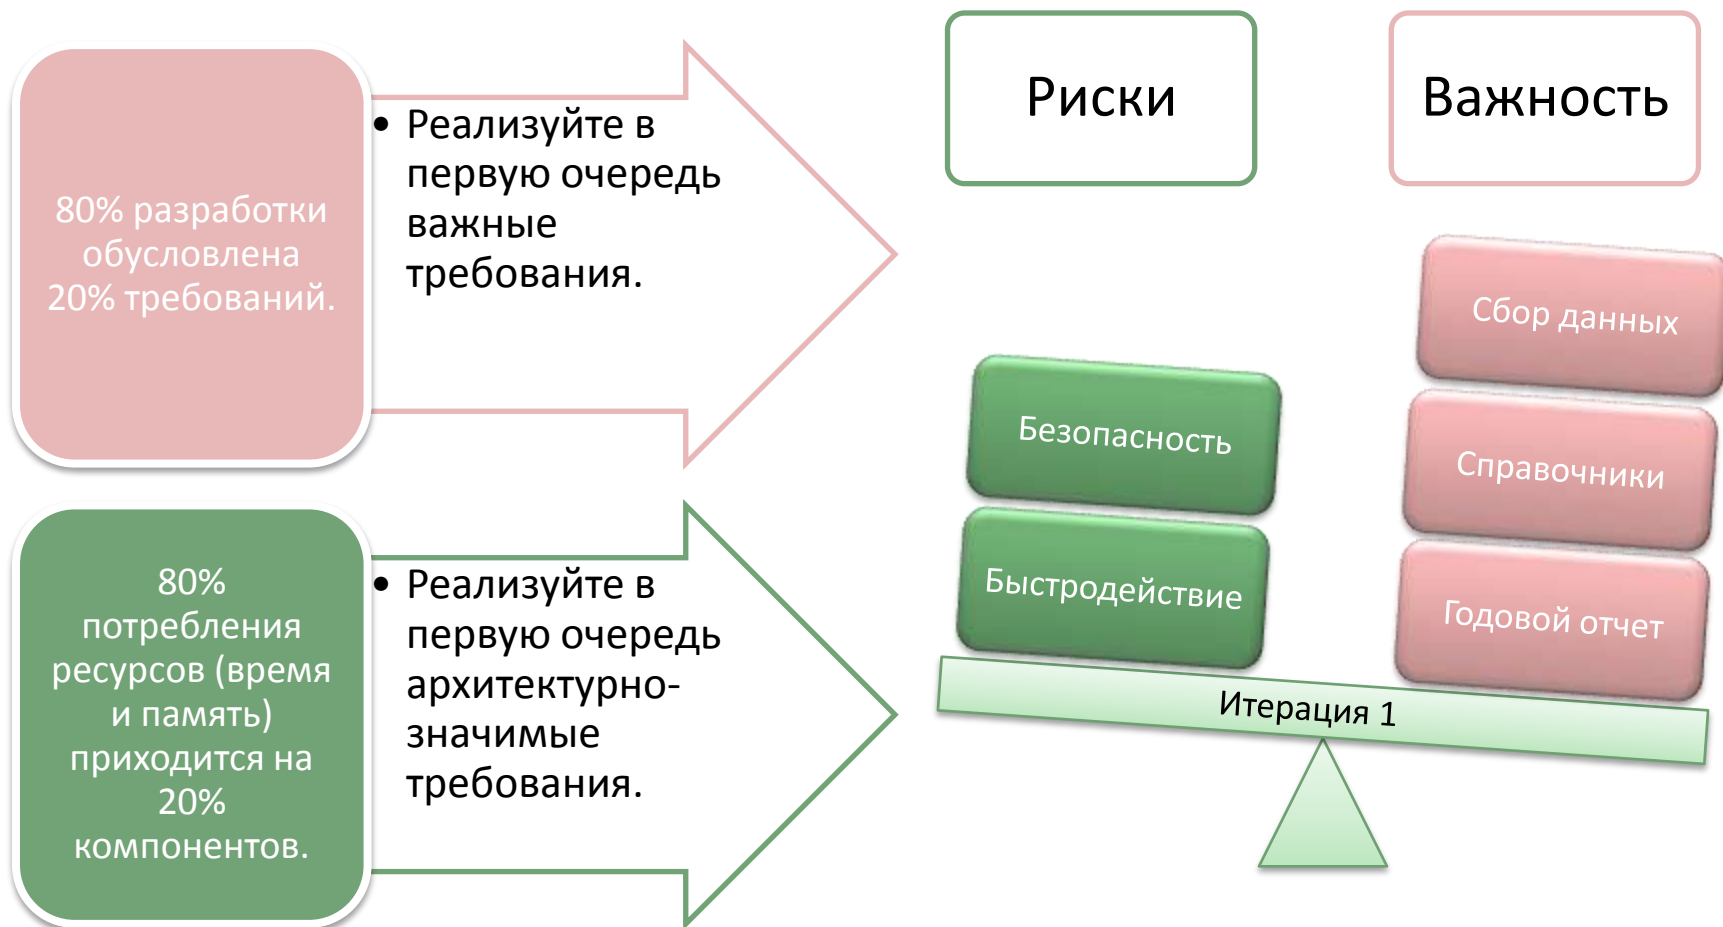 80% разработки
обусловлена
20% требований.
• Реализуйте в
первую очередь
важные
требования.
80%
потребления
ресурсов (время
и память)
приходится на
20%
компонентов.
• Реализуйте в
первую очередь
архитектурно-
значимые
требования.
Риски
Важность
Безопасность
Быстродействие
Сбор данных
Справочники
Годовой отчет
Итерация 1